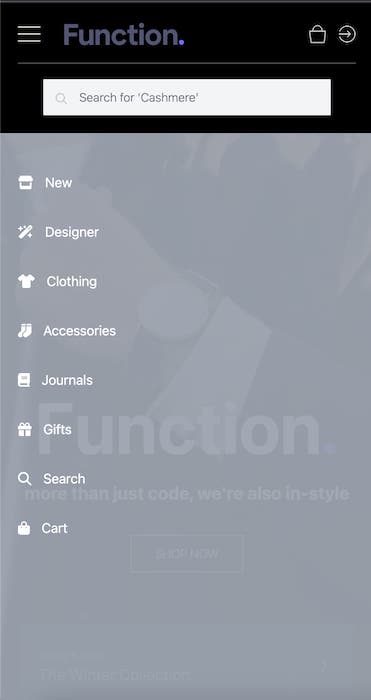 Function.
Search for 'Cashmere'
New
Designer
Clothing
Accessories
Journals
Function.
Gifts
Search
more than just code, we're also in-style
Cart
SHOP NOW
The Winter Collection